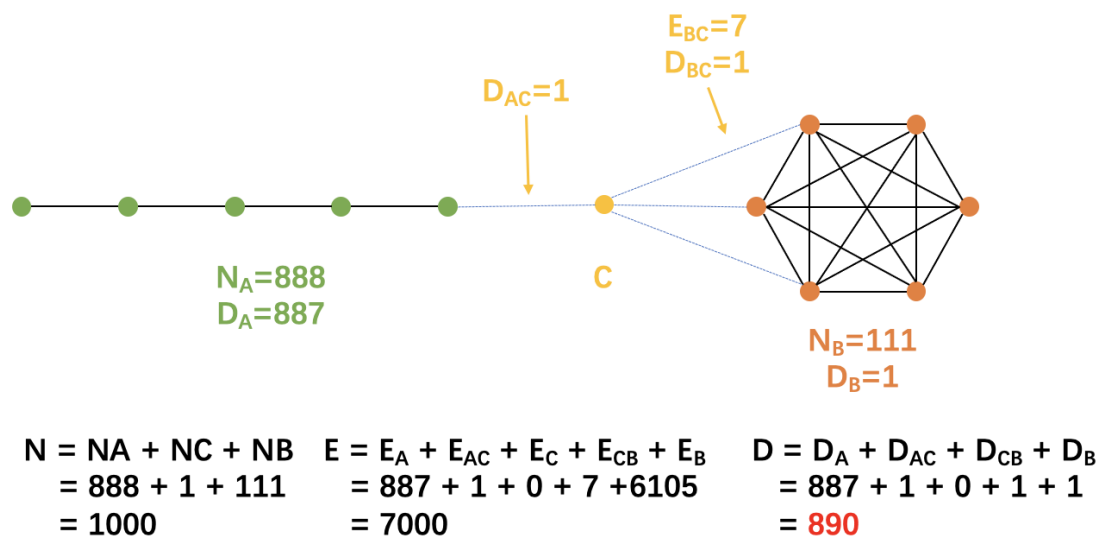 E_BC=7
D_BC=1
D_AC=1
C
N_A=888
D_A=887
N_B=111
D_B=1
N = NA + NC + NB
= 888 + 1 + 111
= 1000
E = E_A + E_AC + E_C + E_CB + E_B
= 887 + 1 + 0 + 7 +6105
= 7000
D = D_A + D_AC + D_CB + D_B
= 887 + 1 + 0 + 1 + 1
= 890